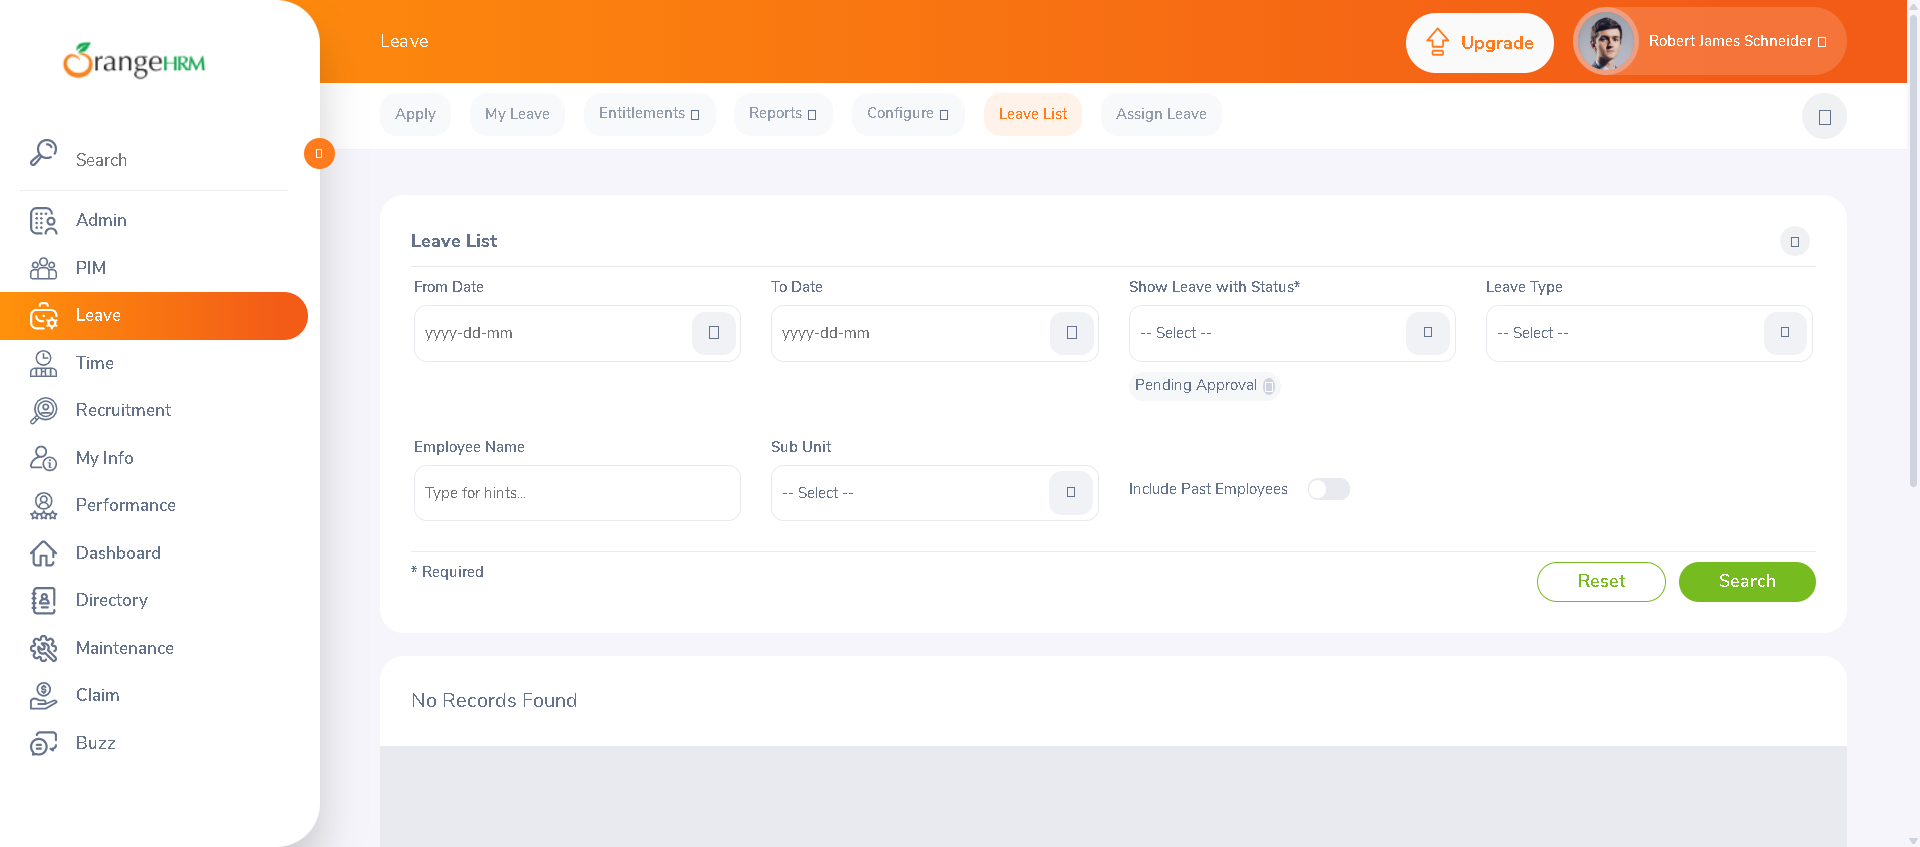 OrangeHRM
Search
Admin
PIM
Leave
Time
Recruitment
My Info
Performance
Dashboard
Directory
Maintenance
Claim
Buzz
Leave
Upgrade
Robert James Schneider
Apply
My Leave
Entitlements
Reports
Configure
Leave List
Assign Leave
Leave List
From Date
To Date
Show Leave with Status*
Leave Type
yyyy-dd-mm
yyyy-dd-mm
-- Select --
-- Select --
Pending Approval
Employee Name
Sub Unit
Type for hints...
-- Select --
Include Past Employees
* Required
Reset
Search
No Records Found